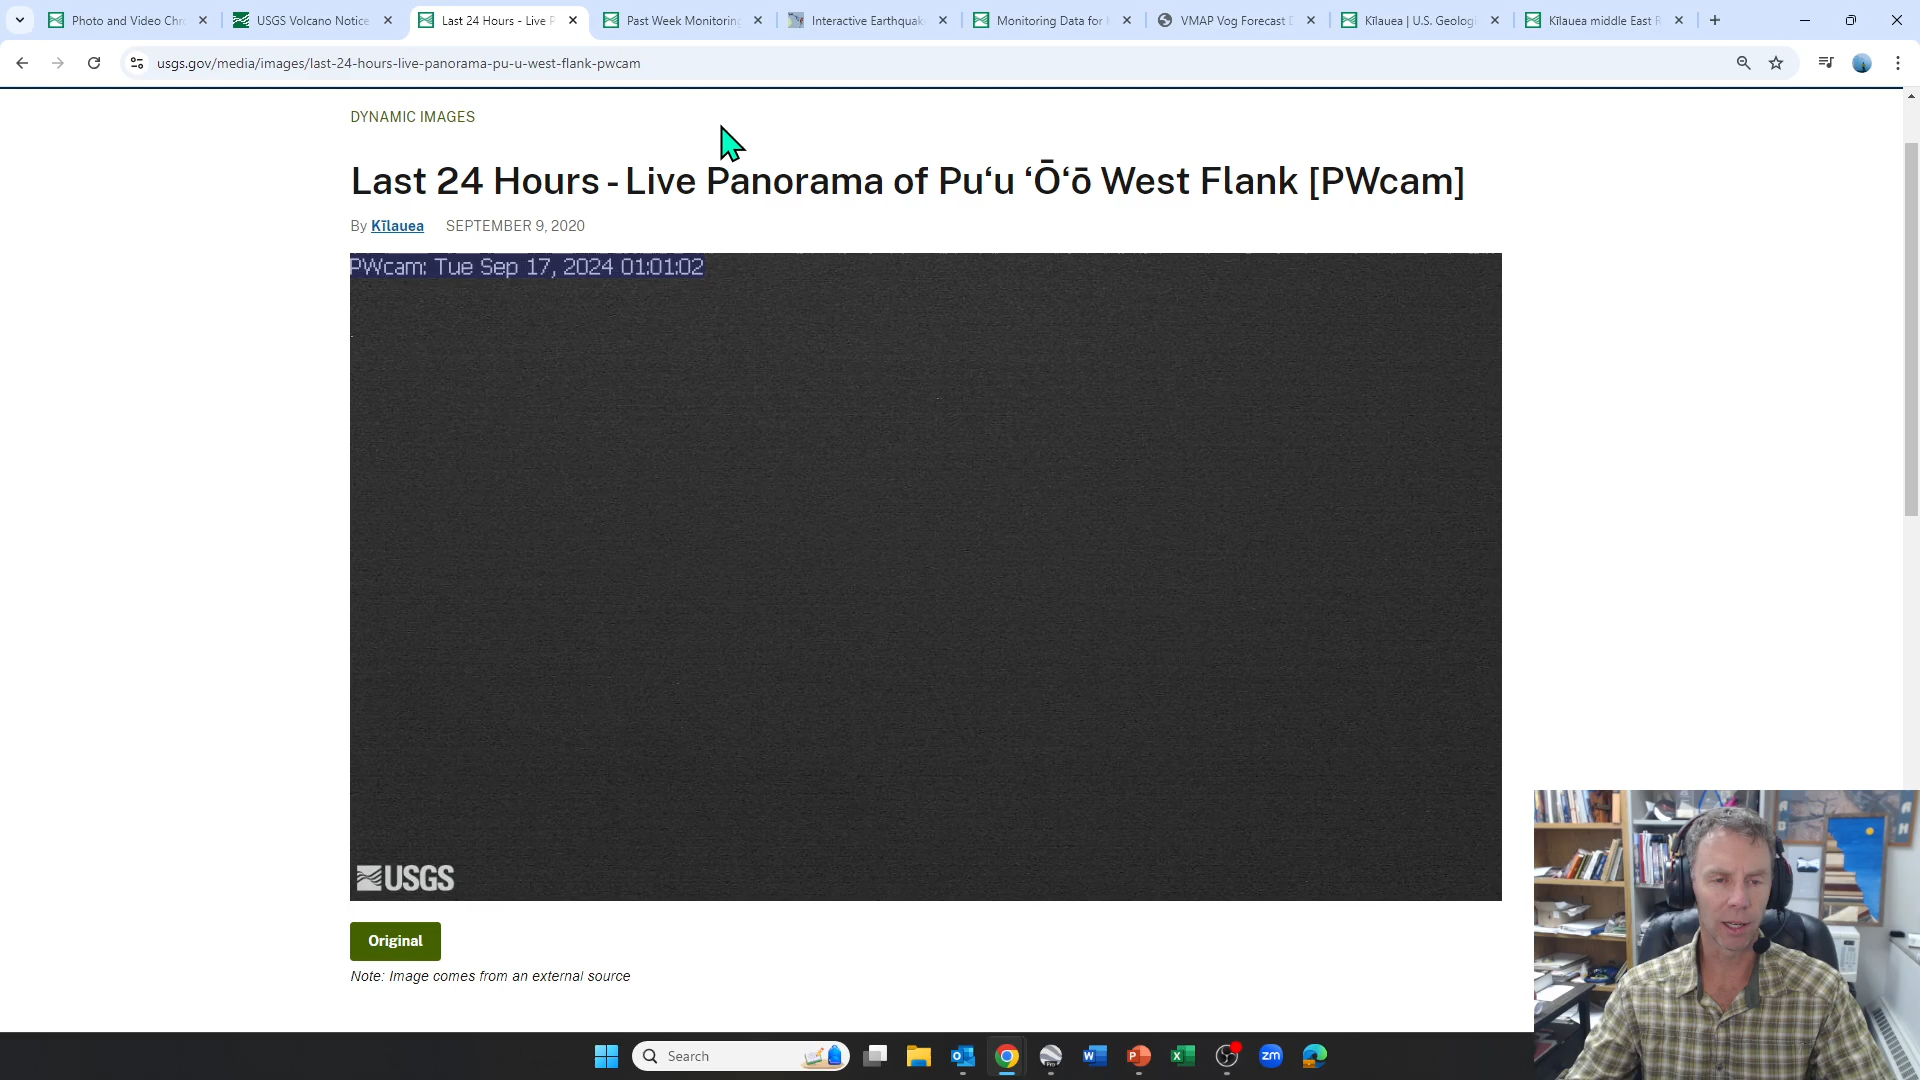 Photo and Video Chr
USGS Volcano Notice
Last 24 Hours - Live P
Past Week Monitorin
Interactive Earthquak
Monitoring Data for
VMAP Vog Forecast
Kīlauea | U.S. Geologi
Kīlauea middle East R
usgs.gov/media/images/last-24-hours-live-panorama-pu-u-west-flank-pwcam
DYNAMIC IMAGES
Last 24 Hours - Live Panorama of Puʻu ʻŌʻō West Flank [PWcam]
By Kīlauea SEPTEMBER 9, 2020
PWcam: Tue Sep 17, 2024 01:01:02
USGS
Original
Note: Image comes from an external source
Search
zm